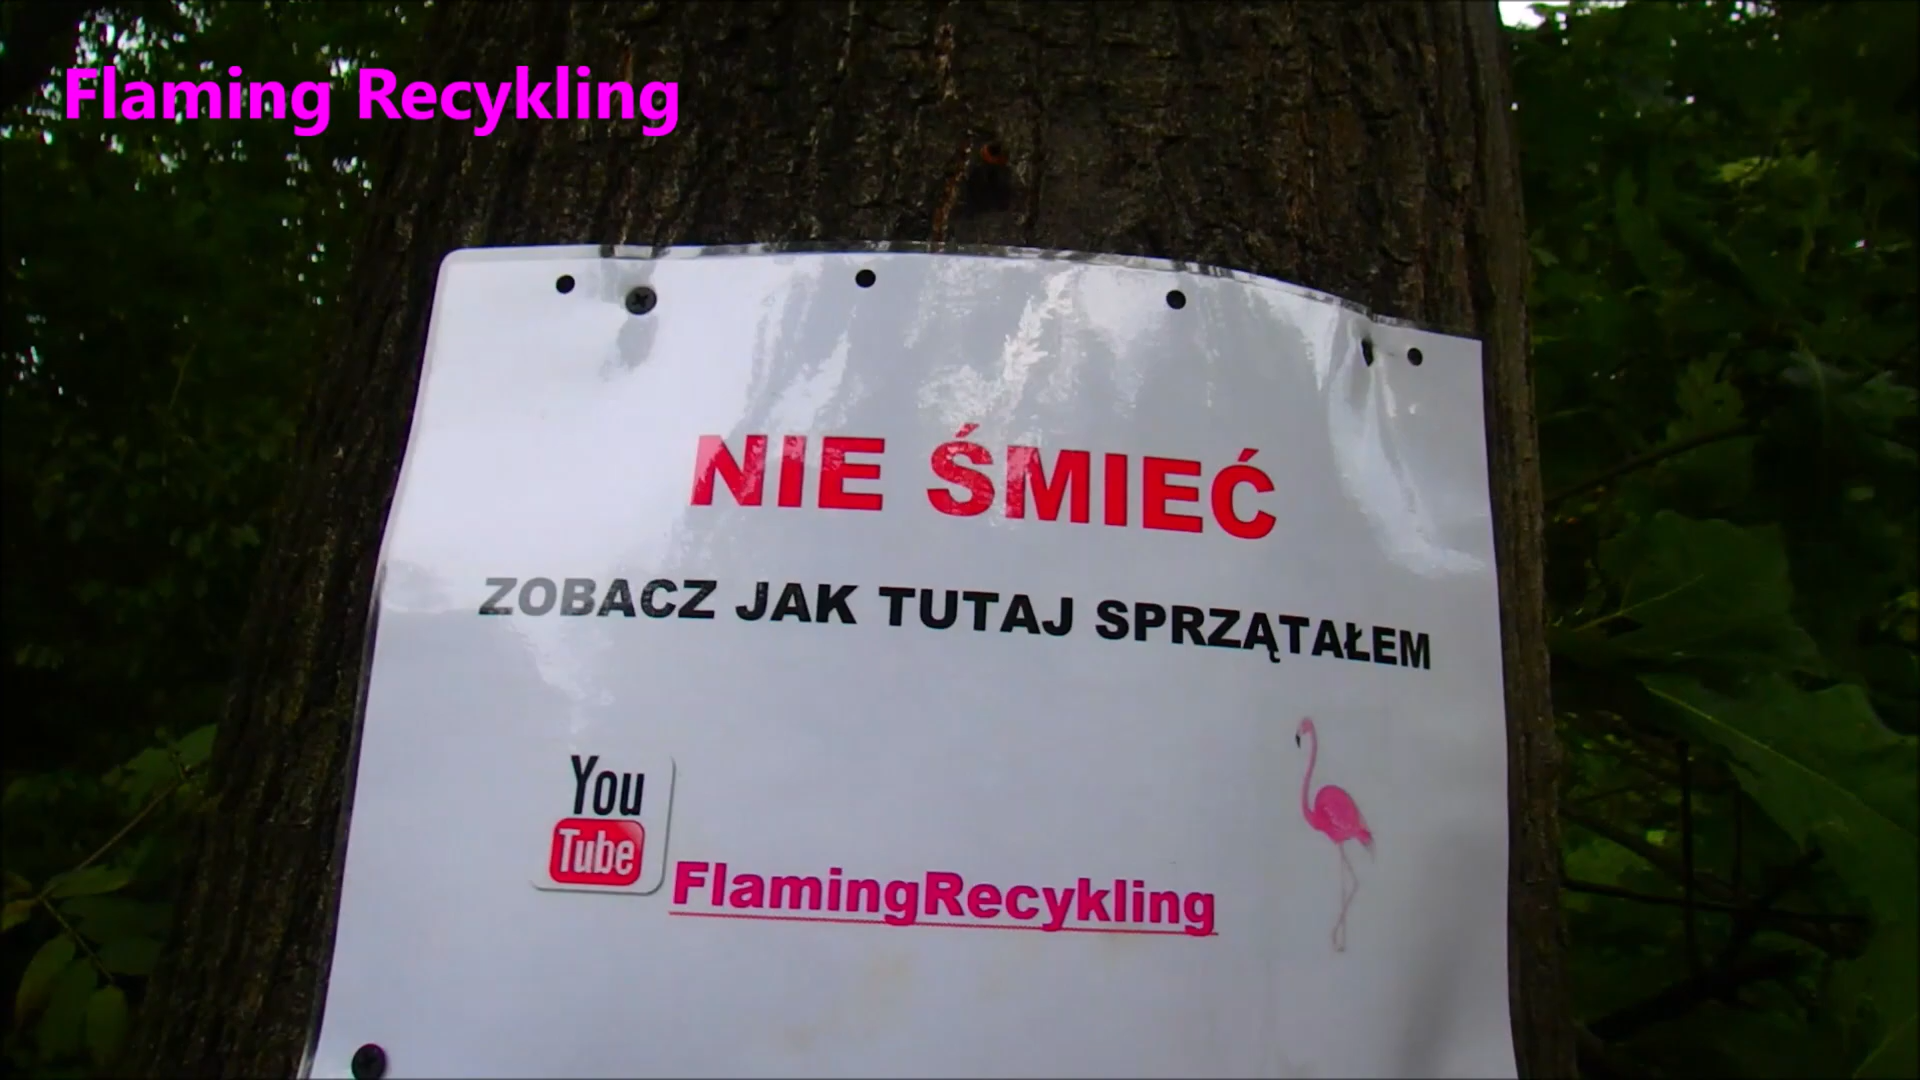 Flaming Recykling
NIE ŚMIEĆ
ZOBACZ JAK TUTAJ SPRZĄTAŁEM
You
Tube
FlamingRecykling